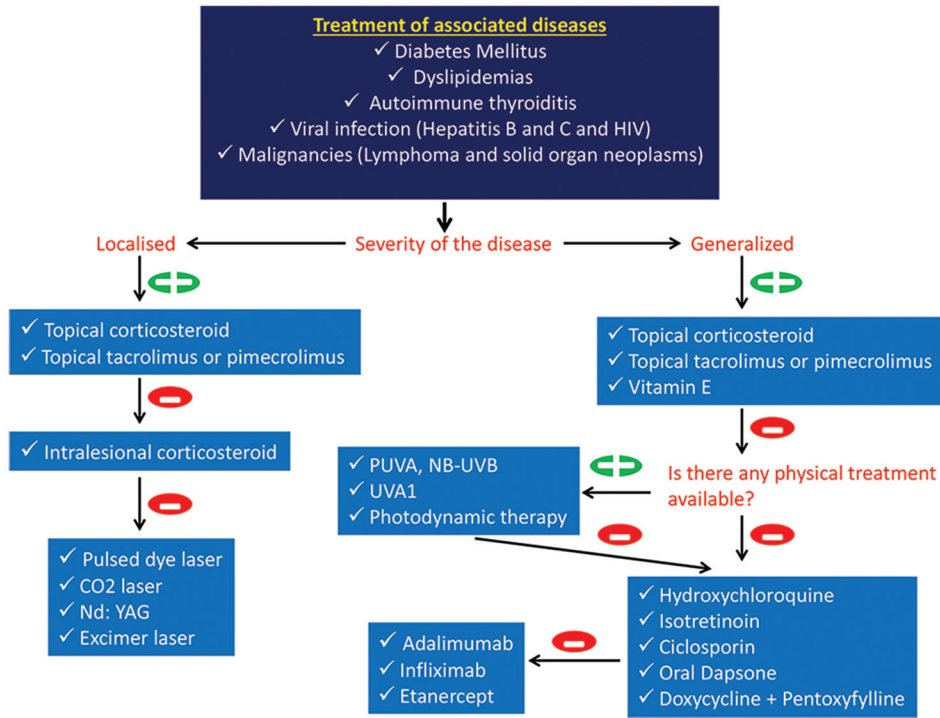 Treatment of associated diseases
✓ Diabetes Mellitus
✓ Dyslipidemias
✓ Autoimmune thyroiditis
✓ Viral infection (Hepatitis B and C and HIV)
✓ Malignancies (Lymphoma and solid organ neoplasms)
Localised
Severity of the disease
Generalized
✓ Topical corticosteroid
✓ Topical tacrolimus or pimecrolimus
✓ Intralesional corticosteroid
✓ Pulsed dye laser
✓ CO2 laser
✓ Nd: YAG
✓ Excimer laser
✓ Topical corticosteroid
✓ Topical tacrolimus or pimecrolimus
✓ Vitamin E
Is there any physical treatment
available?
✓ PUVA, NB-UVB
✓ UVA1
✓ Photodynamic therapy
✓ Hydroxychloroquine
✓ Isotretinoin
✓ Ciclosporin
✓ Oral Dapsone
✓ Doxycycline + Pentoxyfylline
✓ Adalimumab
✓ Infliximab
✓ Etanercept